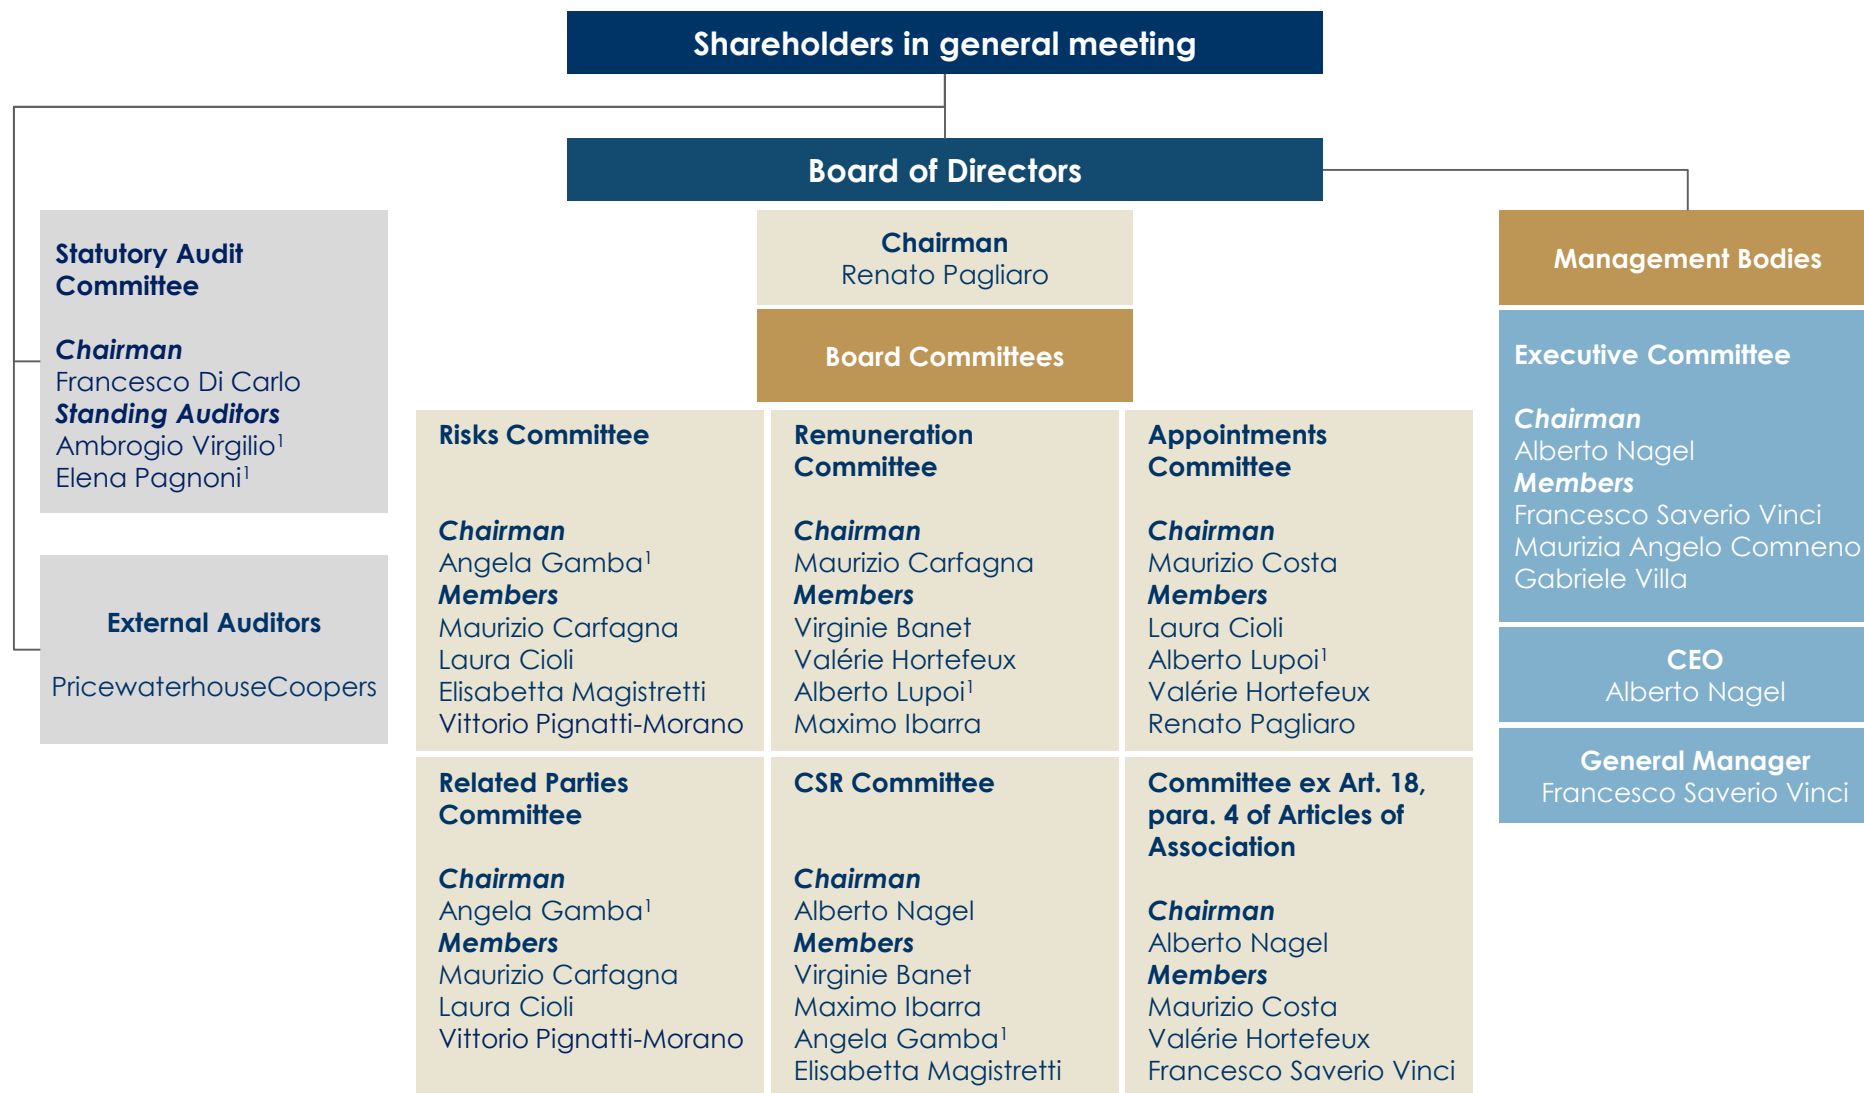 Shareholders in general meeting
Board of Directors
Statutory Audit
Committee
Chairman
Francesco Di Carlo
Standing Auditors
Ambrogio Virgilio¹
Elena Pagnoni¹
External Auditors
PricewaterhouseCoopers
Chairman
Renato Pagliaro
Board Committees
Risks Committee
Chairman
Angela Gamba¹
Members
Maurizio Carfagna
Laura Cioli
Elisabetta Magistretti
Vittorio Pignatti-Morano
Remuneration
Committee
Chairman
Maurizio Carfagna
Members
Virginie Banet
Valérie Hortefeux
Alberto Lupoi¹
Maximo Ibarra
Appointments
Committee
Chairman
Maurizio Costa
Members
Laura Cioli
Alberto Lupoi¹
Valérie Hortefeux
Renato Pagliaro
Related Parties
Committee
Chairman
Angela Gamba¹
Members
Maurizio Carfagna
Laura Cioli
Vittorio Pignatti-Morano
CSR Committee
Chairman
Alberto Nagel
Members
Virginie Banet
Maximo Ibarra
Angela Gamba¹
Elisabetta Magistretti
Committee ex Art. 18,
para. 4 of Articles of
Association
Chairman
Alberto Nagel
Members
Maurizio Costa
Valérie Hortefeux
Francesco Saverio Vinci
Management Bodies
Executive Committee
Chairman
Alberto Nagel
Members
Francesco Saverio Vinci
Maurizia Angelo Comneno
Gabriele Villa
CEO
Alberto Nagel
General Manager
Francesco Saverio Vinci